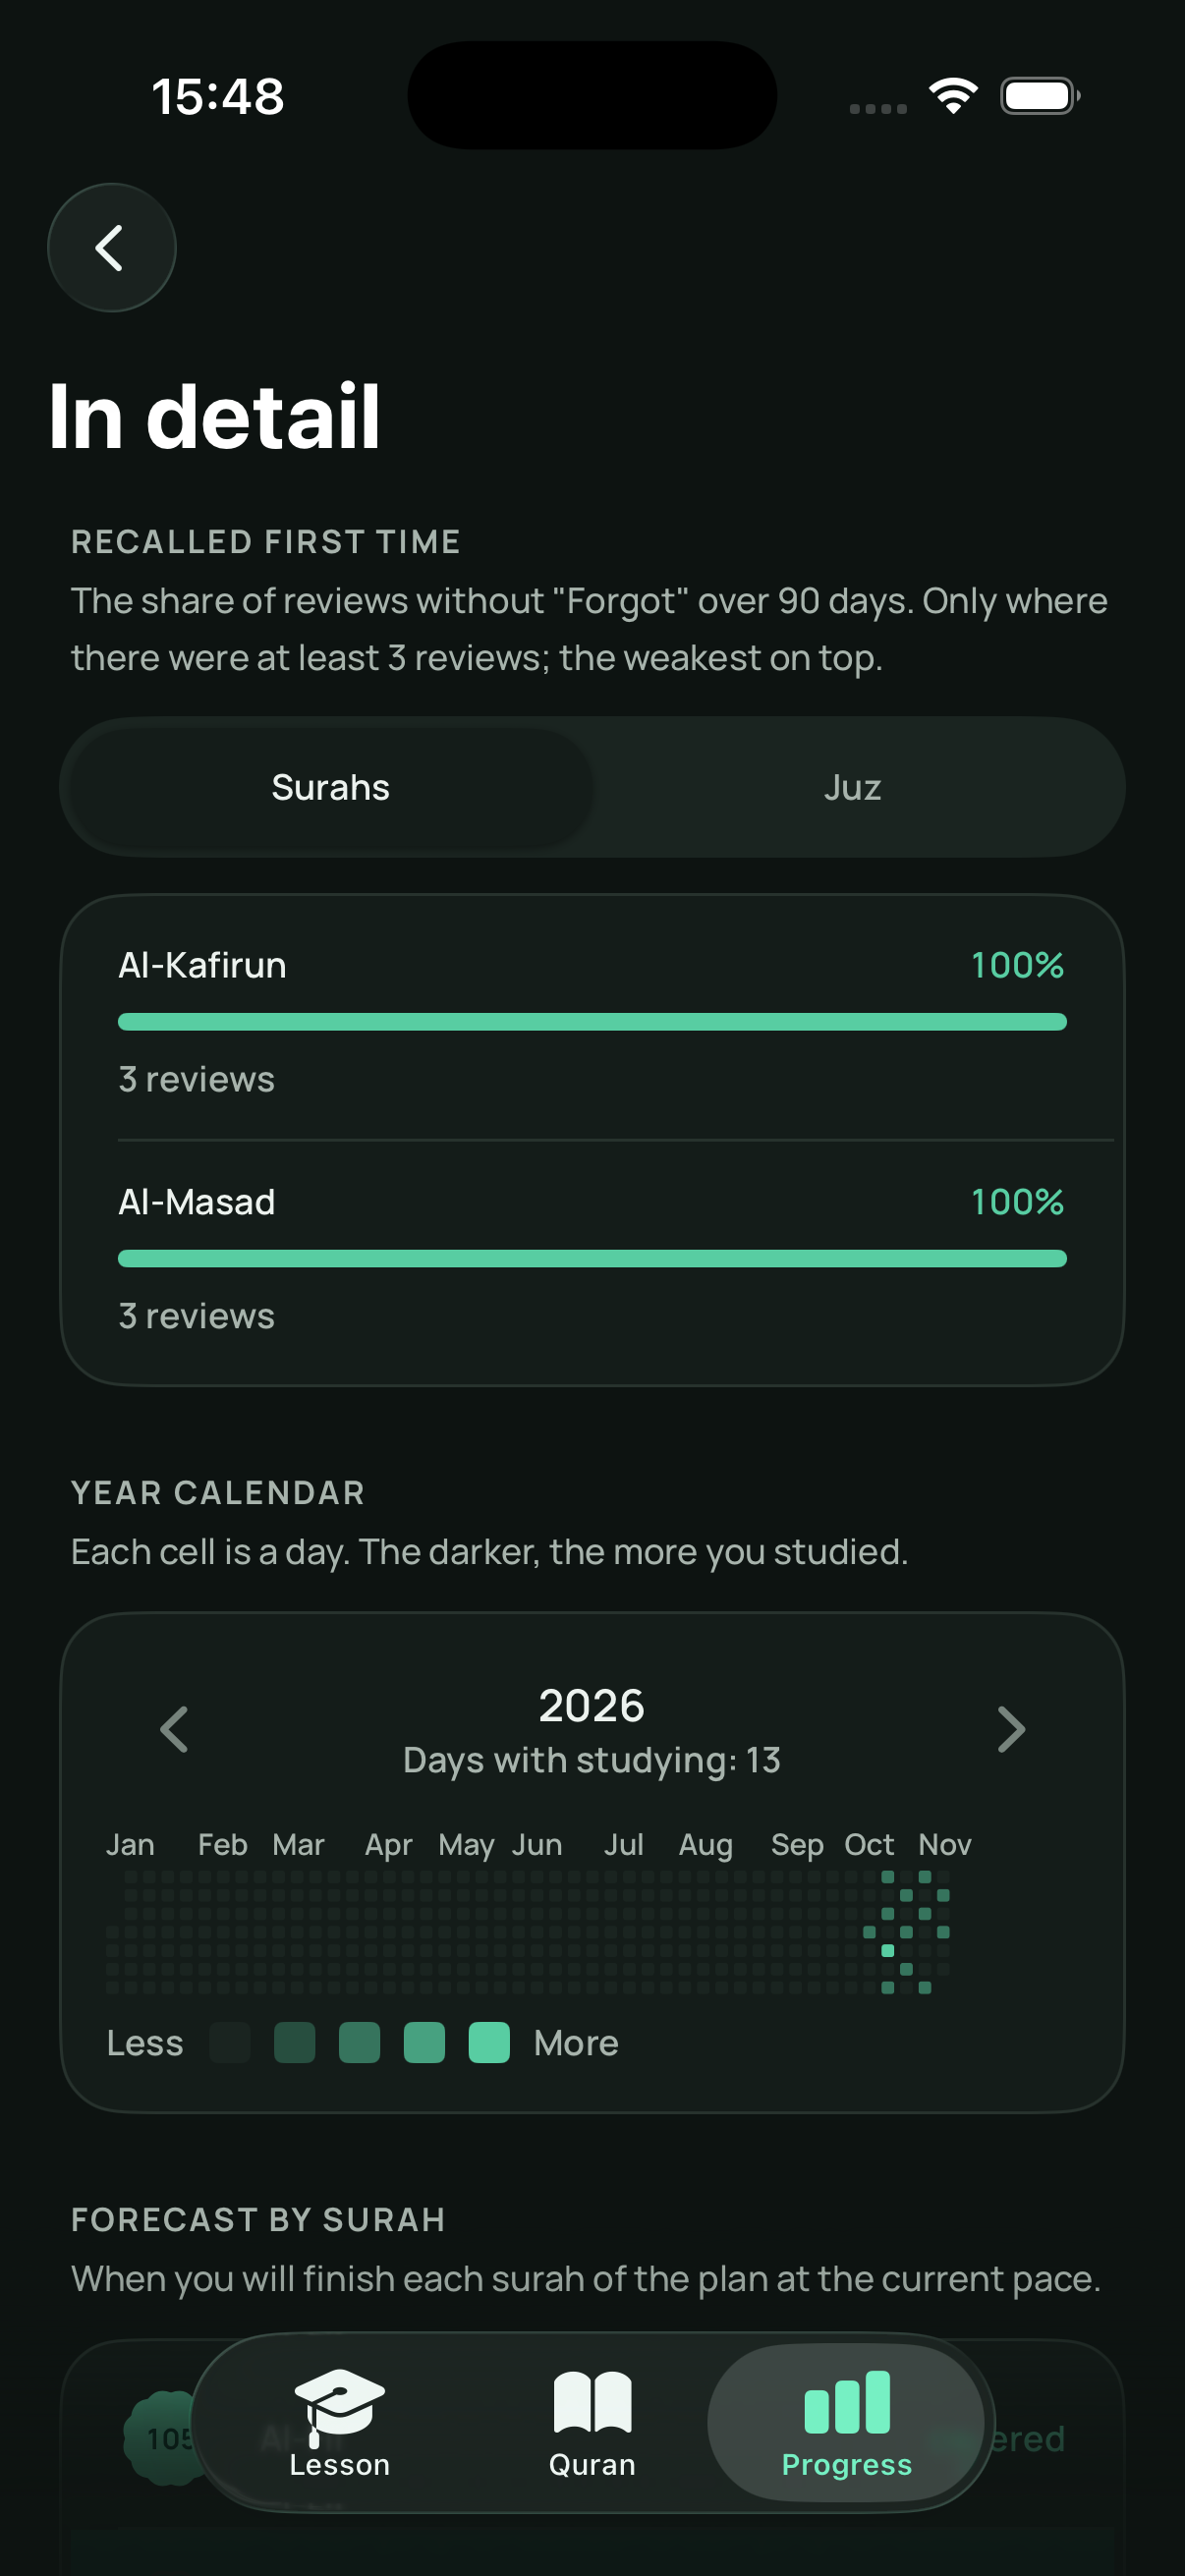 15:48
In detail
RECALLED FIRST TIME
The share of reviews without "Forgot" over 90 days. Only where
there were at least 3 reviews; the weakest on top.
Surahs
Juz
Al-Kafirun
100%
3 reviews
Al-Masad
100%
3 reviews
YEAR CALENDAR
Each cell is a day. The darker, the more you studied.
2026
Days with studying: 13
Jan Feb Mar Apr May Jun Jul Aug Sep Oct Nov
Less
More
FORECAST BY SURAH
When you will finish each surah of the plan at the current pace.
105
Lesson
Quran
Progress